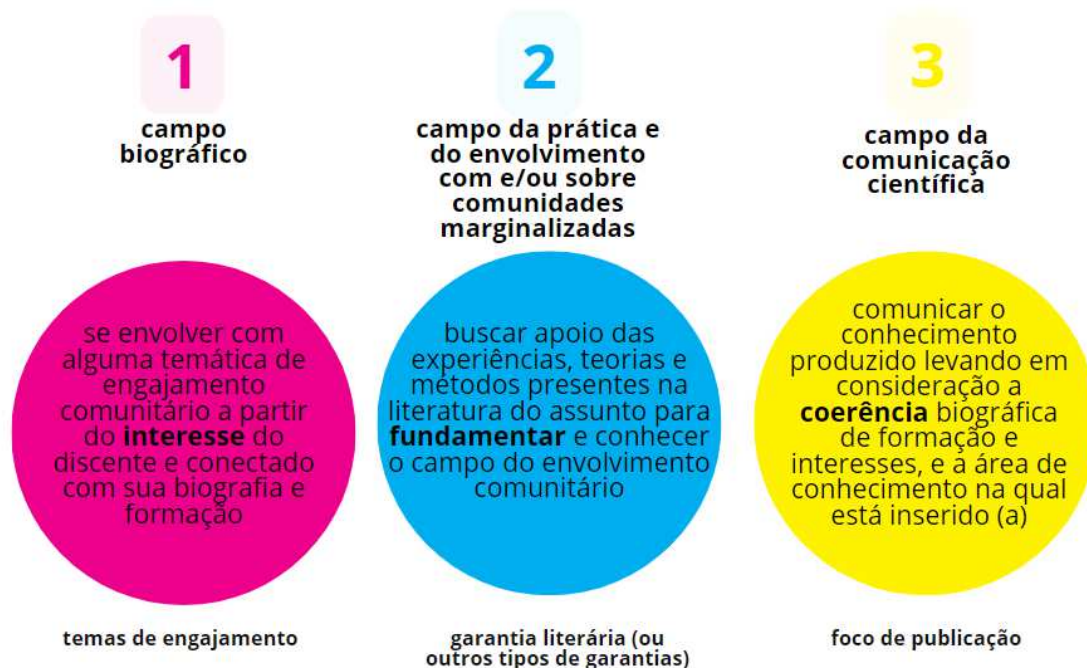 1
campo
biográfico
se envolver com
alguma temática de
engajamento
comunitário a partir
do interesse do
discente e conectado
com sua biografia e
formação
temas de engajamento
2
campo da prática e
do envolvimento
com e/ou sobre
comunidades
marginalizadas
buscar apoio das
experiências, teorias e
métodos presentes na
literatura do assunto para
fundamentar e conhecer
o campo do envolvimento
comunitário
garantia literária (ou
outros tipos de garantias)
3
campo da
comunicação
científica
comunicar o
conhecimento
produzido levando em
consideração a
coerência biográfica
de formação e
interesses, e a área de
conhecimento na qual
está inserido (a)
foco de publicação